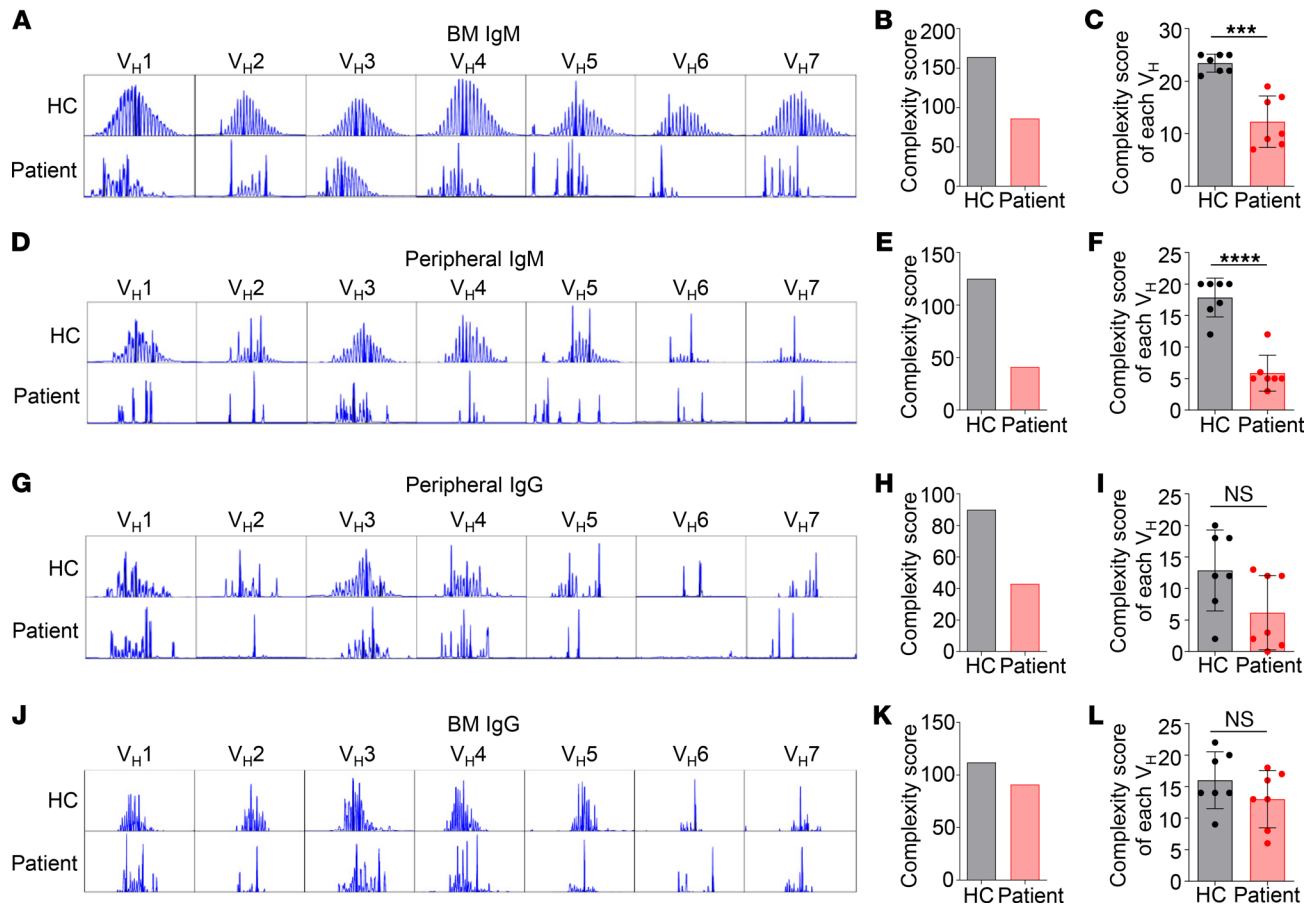 A
BM IgM
VH1 VH2 VH3 VH4 VH5 VH6 VH7
HC
Patient
B
Complexity score
200
150
100
50
0
HC Patient
C
Complexity score
of each VH
30
20
10
0
***
HC Patient
D
Peripheral IgM
VH1 VH2 VH3 VH4 VH5 VH6 VH7
HC
Patient
E
Complexity score
150
100
50
0
HC Patient
F
Complexity score
of each VH
25
20
15
10
5
0
****
HC Patient
G
Peripheral IgG
VH1 VH2 VH3 VH4 VH5 VH6 VH7
HC
Patient
H
Complexity score
100
80
60
40
20
0
HC Patient
I
Complexity score
of each VH
25
20
15
10
5
0
NS
HC Patient
J
BM IgG
VH1 VH2 VH3 VH4 VH5 VH6 VH7
HC
Patient
K
Complexity score
150
100
50
0
HC Patient
L
Complexity score
of each VH
25
20
15
10
5
0
NS
HC Patient